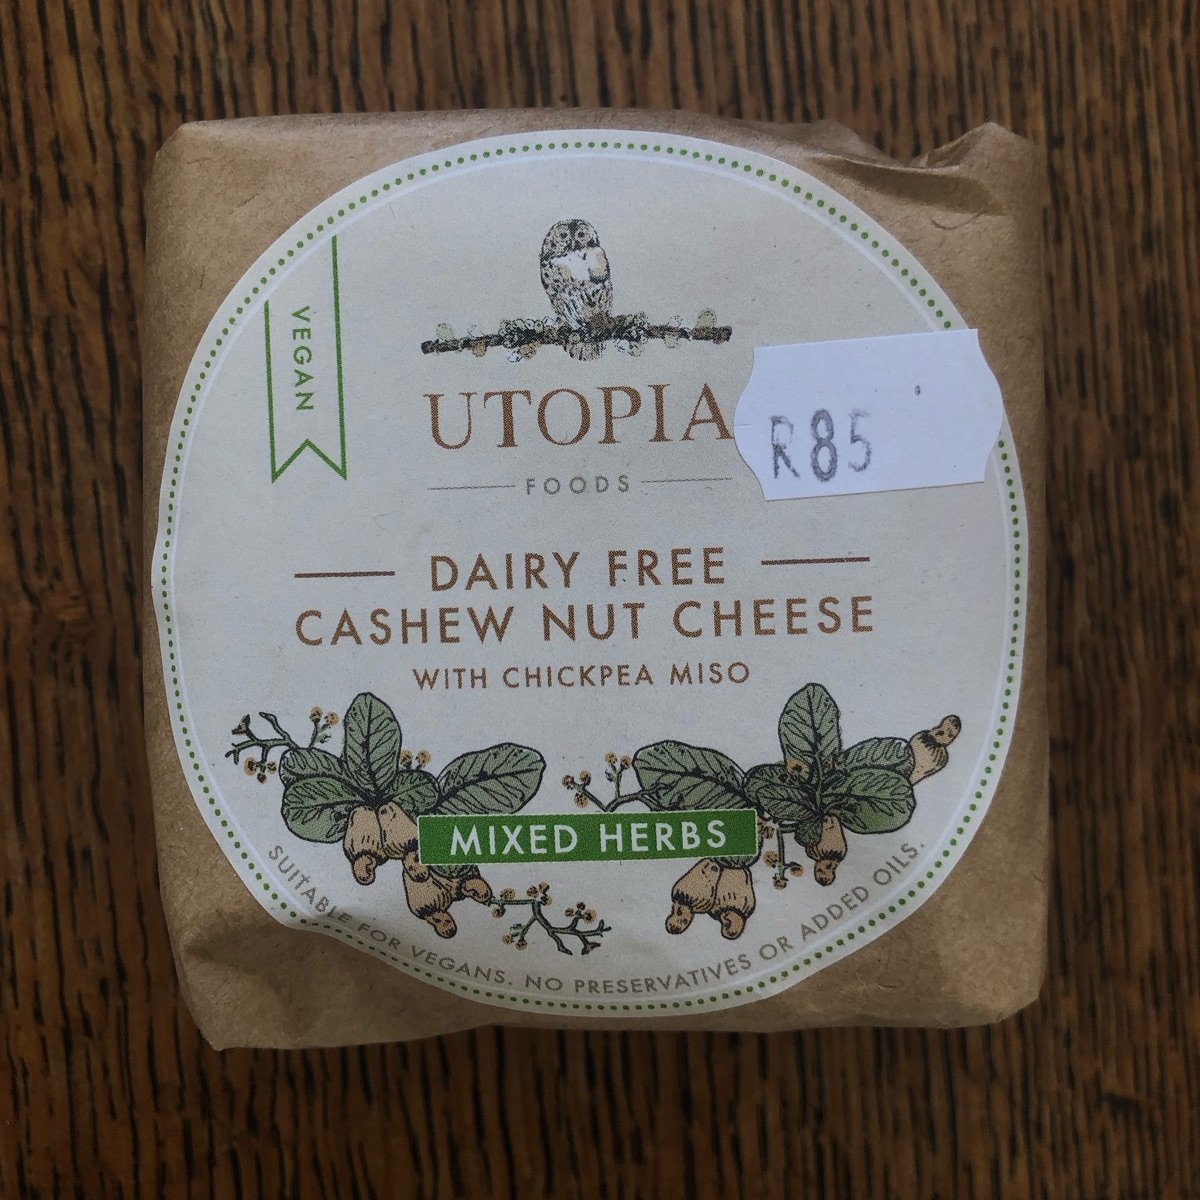 VEGAN
UTOPIA
FOODS
R85
DAIRY FREE
CASHEW NUT CHEESE
WITH CHICKPEA MISO
MIXED HERBS
SUITABLE FOR VEGANS. NO PRESERVATIVES OR ADDED OILS.